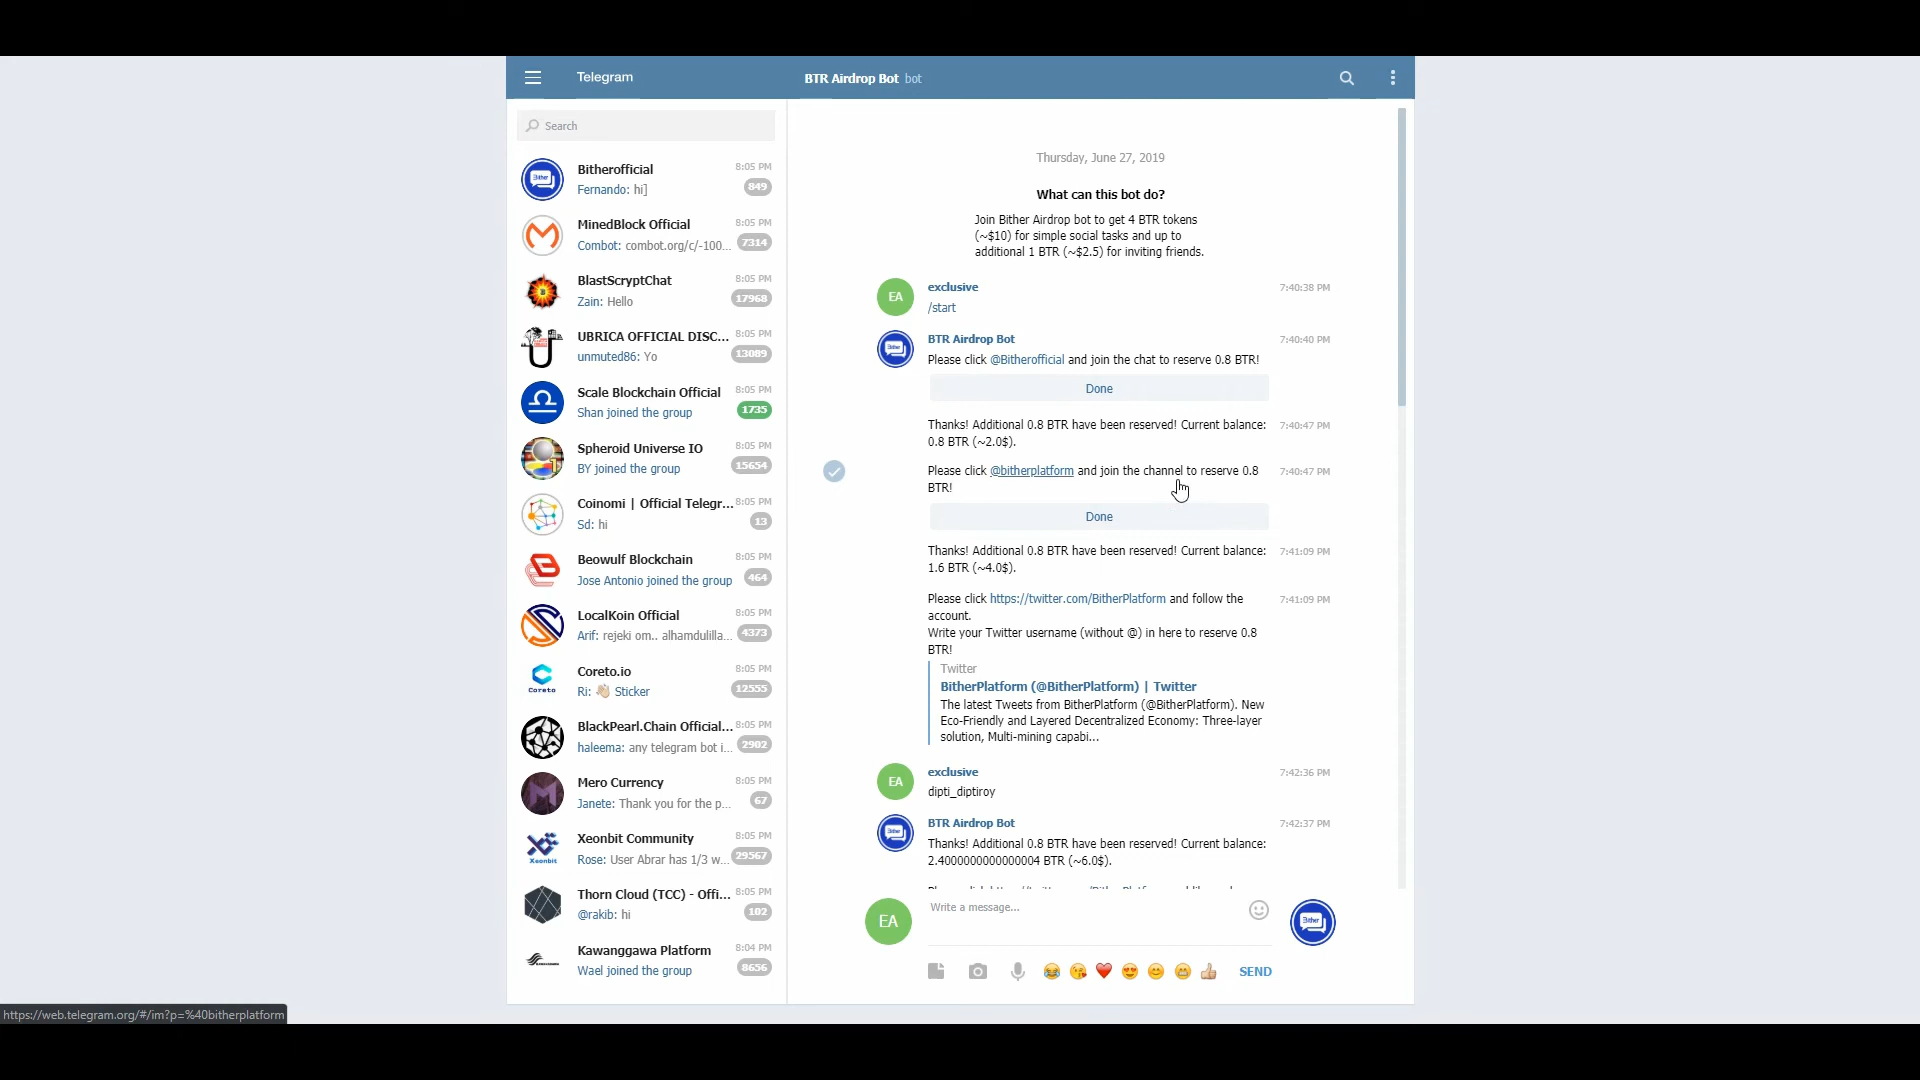 Telegram
BTR Airdrop Bot bot
Search
Bitherofficial 8:05 PM
Fernando: hi] 849
MinedBlock Official 8:05 PM
Combot: combot.org/c/-100... 7314
BlastScryptChat 8:05 PM
Zain: Hello 17968
UBRICA OFFICIAL DISC... 8:05 PM
unmuted86: Yo 13089
Scale Blockchain Official 8:05 PM
Shan joined the group 1735
Spheroid Universe IO 8:05 PM
BY joined the group 15654
Coinomi | Official Telegr... 8:05 PM
Sd: hi 13
Beowulf Blockchain 8:05 PM
Jose Antonio joined the group 464
LocalKoin Official 8:05 PM
Arif: rejeki om.. alhamdulilla... 4373
Coreto
Coreto.io 8:05 PM
Ri: 👋🏼 Sticker 12555
BlackPearl.Chain Official... 8:05 PM
haleema: any telegram bot i... 2902
Mero Currency 8:05 PM
Janete: Thank you for the p... 67
Xeonbit
Xeonbit Community 8:05 PM
Rose: User Abrar has 1/3 w... 29567
Thorn Cloud (TCC) - Offi... 8:05 PM
@rakib: hi 102
Kawanggawa Platform 8:04 PM
Wael joined the group 8656
Thursday, June 27, 2019
What can this bot do?
Join Bither Airdrop bot to get 4 BTR tokens
(~$10) for simple social tasks and up to
additional 1 BTR (~$2.5) for inviting friends.
EA
exclusive 7:40:38 PM
/start
Bither
BTR Airdrop Bot 7:40:40 PM
Please click @Bitherofficial and join the chat to reserve 0.8 BTR!
Done
Thanks! Additional 0.8 BTR have been reserved! Current balance: 7:40:47 PM
0.8 BTR (~2.0$).
Please click @bitherplatform and join the channel to reserve 0.8 7:40:47 PM
BTR!
Done
Thanks! Additional 0.8 BTR have been reserved! Current balance: 7:41:09 PM
1.6 BTR (~4.0$).
Please click https://twitter.com/BitherPlatform and follow the 7:41:09 PM
account.
Write your Twitter username (without @) in here to reserve 0.8
BTR!
Twitter
BitherPlatform (@BitherPlatform) | Twitter
The latest Tweets from BitherPlatform (@BitherPlatform). New
Eco-Friendly and Layered Decentralized Economy: Three-layer
solution, Multi-mining capabi...
EA
exclusive 7:42:36 PM
dipti_diptiroy
Bither
BTR Airdrop Bot 7:42:37 PM
Thanks! Additional 0.8 BTR have been reserved! Current balance:
2.4000000000000004 BTR (~6.0$).
EA
Write a message...
Bither
😂 😘 ❤️ 😍 😊 😁 👍🏼 SEND
https://web.telegram.org/#/im?p=%40bitherplatform